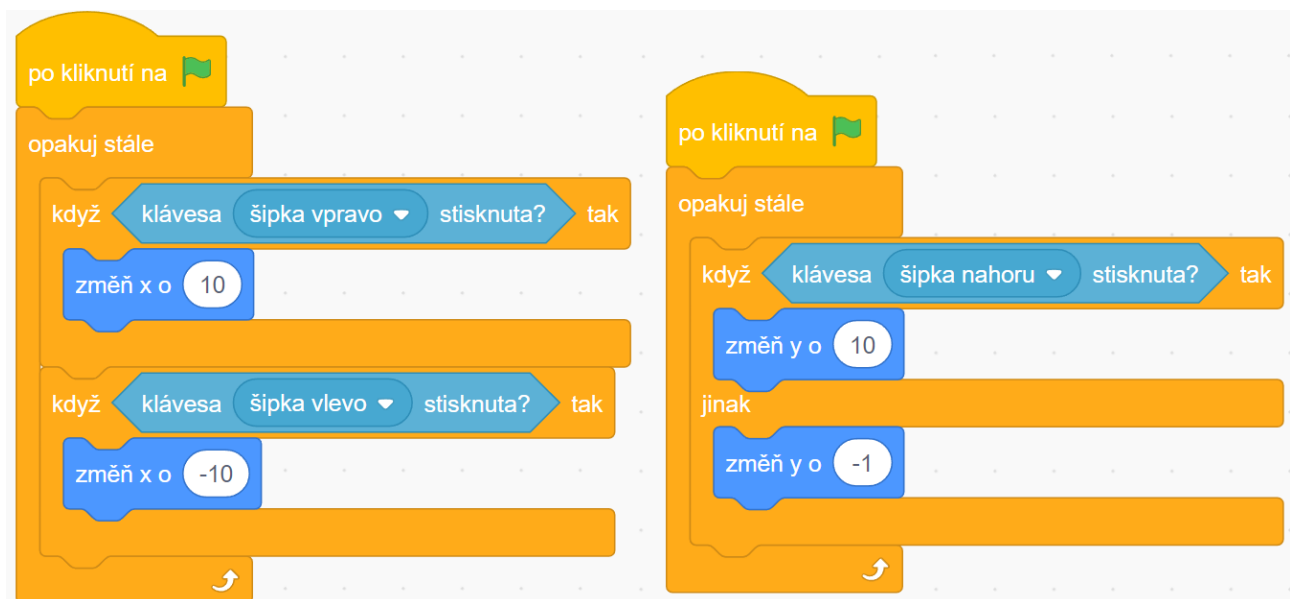 po kliknutí na
opakuj stále
když klávesa šipka vpravo stisknuta? tak
změň x o 10
když klávesa šipka vlevo stisknuta? tak
změň x o -10
po kliknutí na
opakuj stále
když klávesa šipka nahoru stisknuta? tak
změň y o 10
jinak
změň y o -1